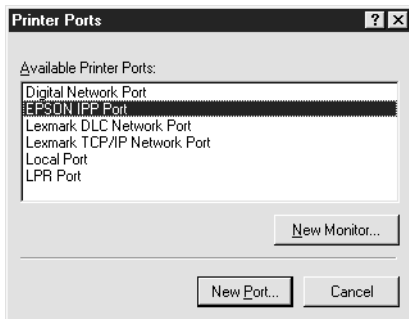 Printer Ports
Available Printer Ports:
Digital Network Port
EPSON IPP Port
Lexmark DLC Network Port
Lexmark TCP/IP Network Port
Local Port
LPR Port
New Monitor...
New Port...
Cancel